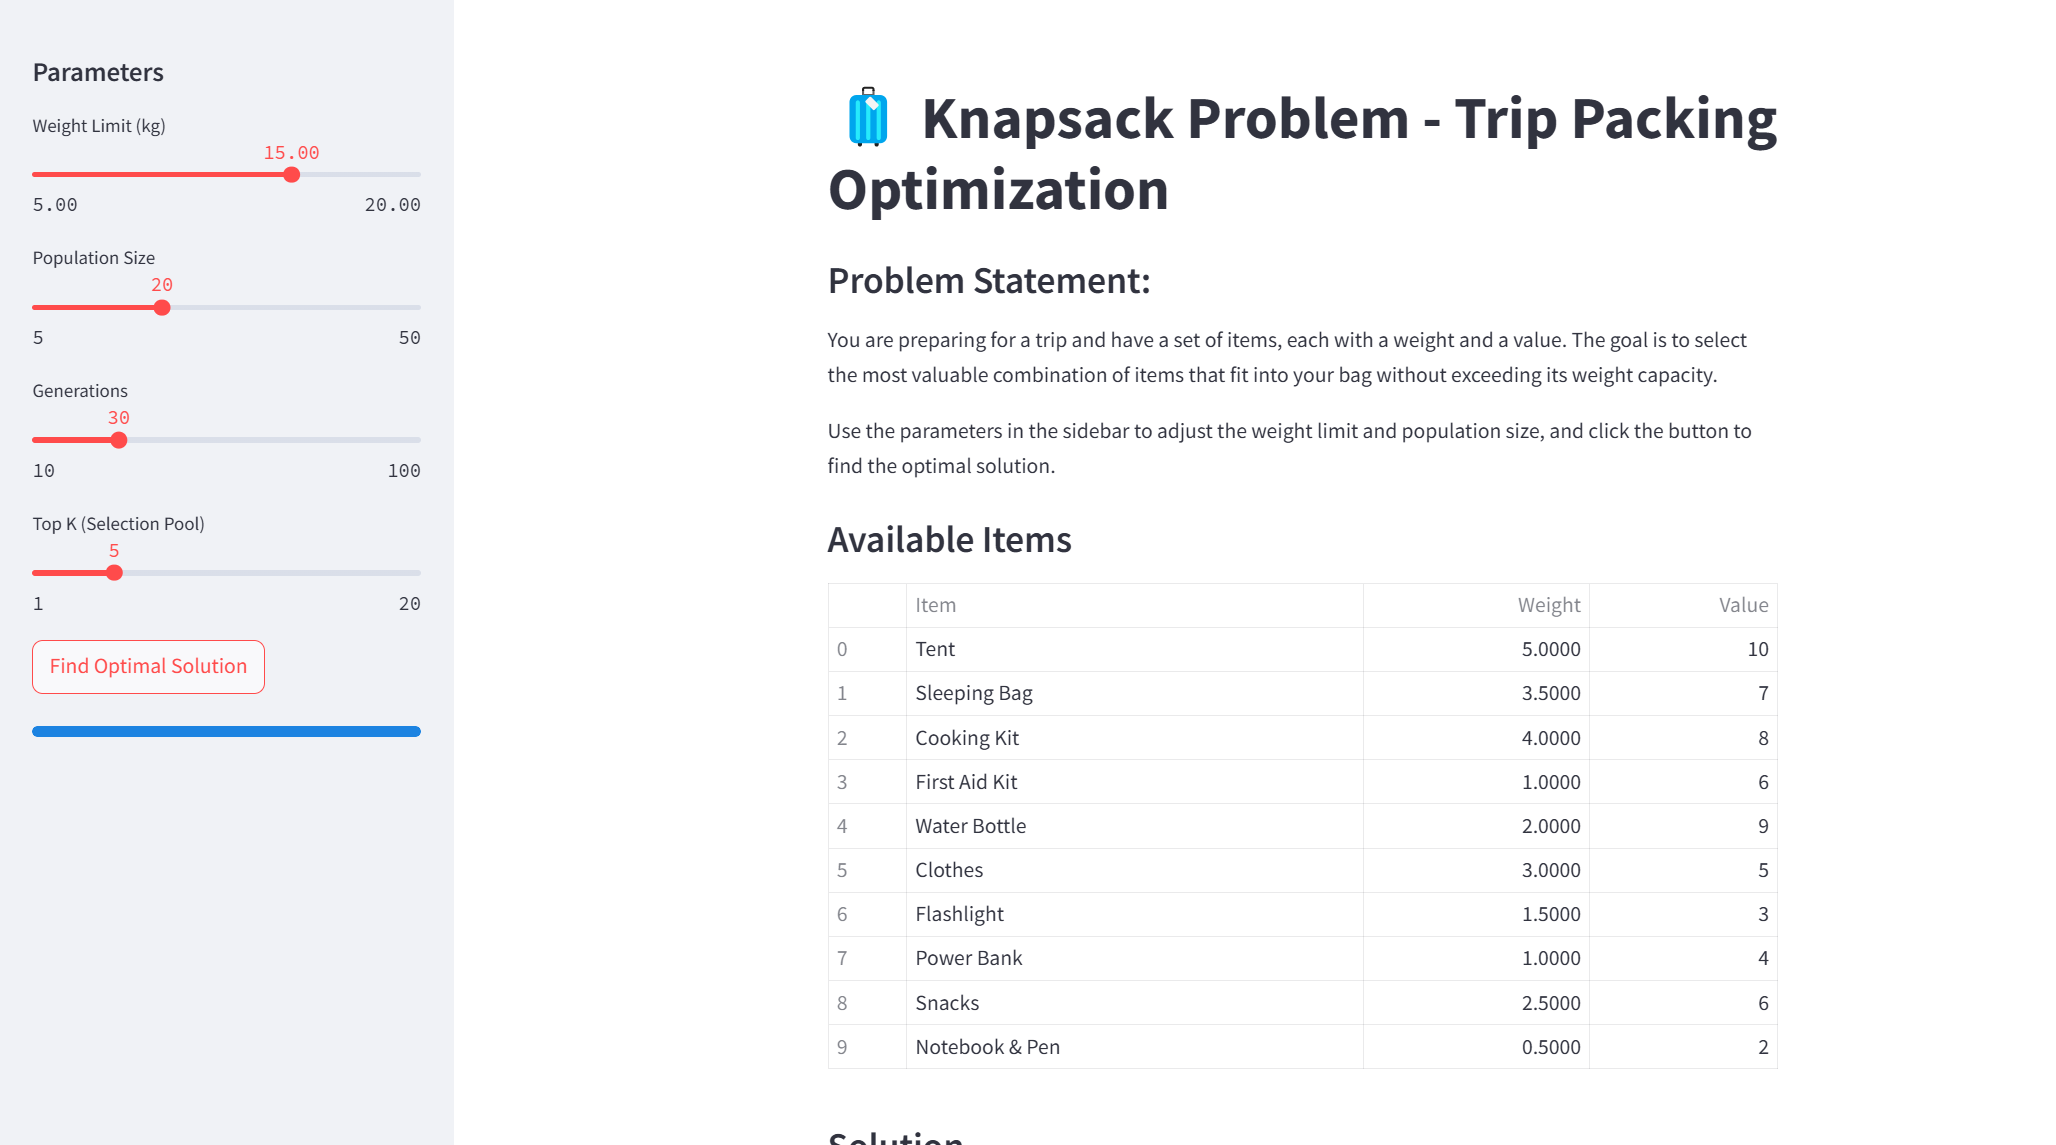 Parameters
Weight Limit (kg)
15.00
5.00 20.00
Population Size
20
5 50
Generations
30
10 100
Top K (Selection Pool)
5
1 20
Find Optimal Solution
Knapsack Problem - Trip Packing
Optimization
Problem Statement:
You are preparing for a trip and have a set of items, each with a weight and a value. The goal is to select
the most valuable combination of items that fit into your bag without exceeding its weight capacity.
Use the parameters in the sidebar to adjust the weight limit and population size, and click the button to
find the optimal solution.
Available Items
Item Weight Value
0 Tent 5.0000 10
1 Sleeping Bag 3.5000 7
2 Cooking Kit 4.0000 8
3 First Aid Kit 1.0000 6
4 Water Bottle 2.0000 9
5 Clothes 3.0000 5
6 Flashlight 1.5000 3
7 Power Bank 1.0000 4
8 Snacks 2.5000 6
9 Notebook & Pen 0.5000 2
Solution